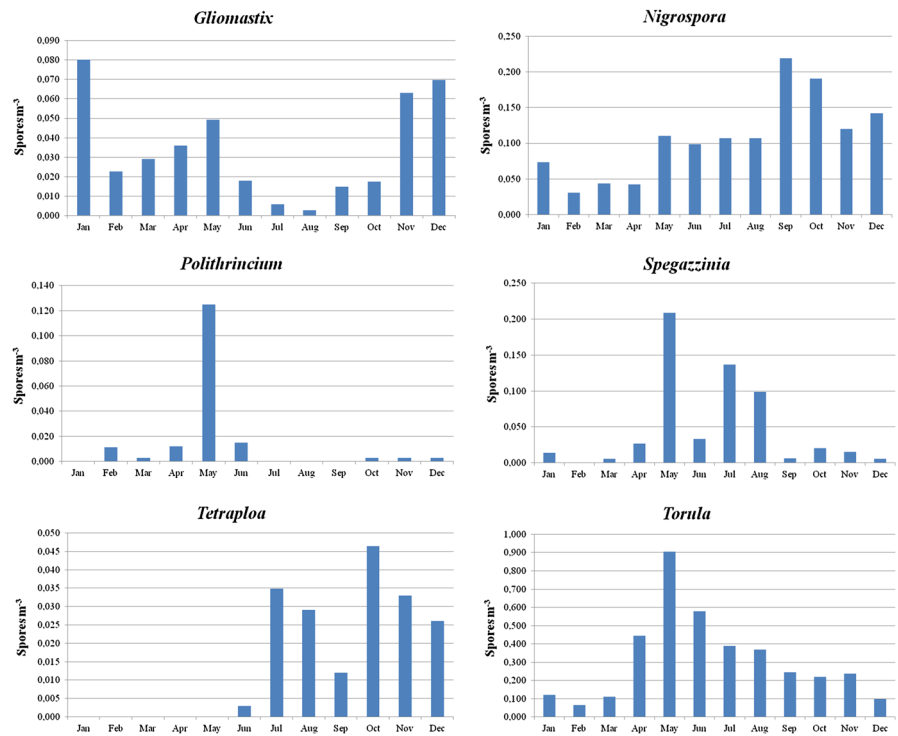 Gliomastix
0,090
0,080
0,070
0,060
0,050
0,040
0,030
0,020
0,010
0,000
Spores m-3
Jan Feb Mar Apr May Jun Jul Aug Sep Oct Nov Dec
Nigrospora
0,250
0,200
0,150
0,100
0,050
0,000
Spores m-3
Jan Feb Mar Apr May Jun Jul Aug Sep Oct Nov Dec
Polithrincium
0,140
0,120
0,100
0,080
0,060
0,040
0,020
0,000
Spores m-3
Jan Feb Mar Apr May Jun Jul Aug Sep Oct Nov Dec
Spegazzinia
0,250
0,200
0,150
0,100
0,050
0,000
Spores m-3
Jan Feb Mar Apr May Jun Jul Aug Sep Oct Nov Dec
Tetraploa
0,050
0,045
0,040
0,035
0,030
0,025
0,020
0,015
0,010
0,005
0,000
Spores m-3
Jan Feb Mar Apr May Jun Jul Aug Sep Oct Nov Dec
Torula
1,000
0,900
0,800
0,700
0,600
0,500
0,400
0,300
0,200
0,100
0,000
Spores m-3
Jan Feb Mar Apr May Jun Jul Aug Sep Oct Nov Dec